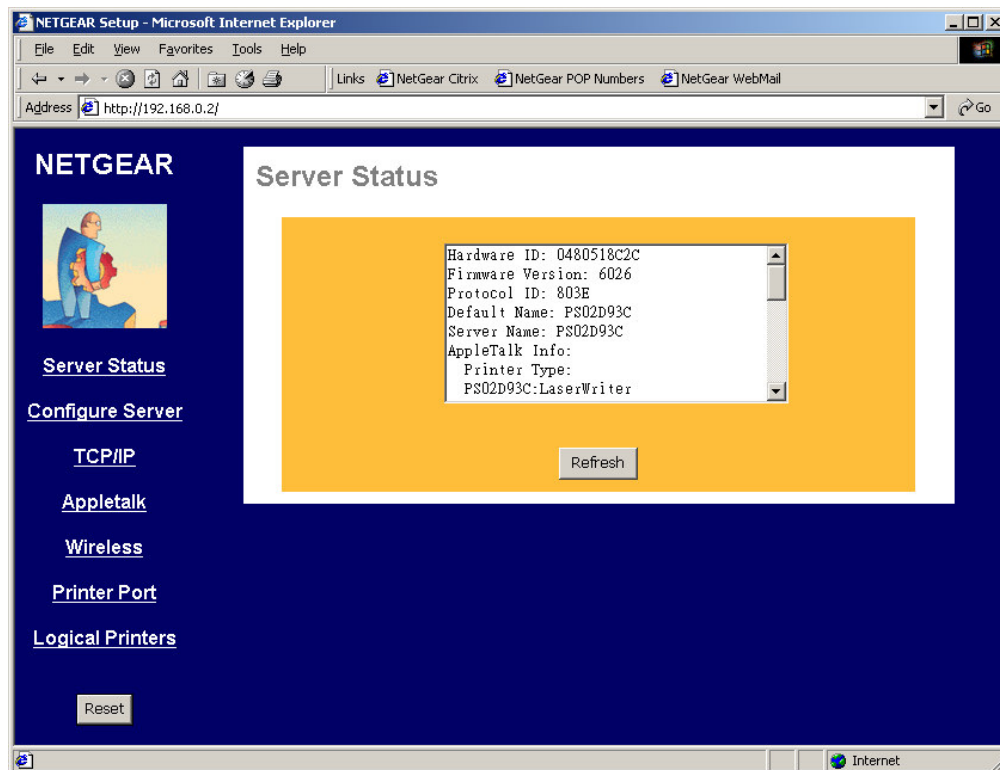 NETGEAR Setup - Microsoft Internet Explorer
File Edit View Favorites Tools Help
Links NetGear Citrix NetGear POP Numbers NetGear WebMail
Address http://192.168.0.2/ Go
NETGEAR
Server Status
Hardware ID: 0480518C2C
Firmware Version: 6026
Protocol ID: 803E
Default Name: PS02D93C
Server Name: PS02D93C
AppleTalk Info:
Printer Type:
PS02D93C:LaserWriter
Refresh
Server Status
Configure Server
TCP/IP
Appletalk
Wireless
Printer Port
Logical Printers
Reset
Internet